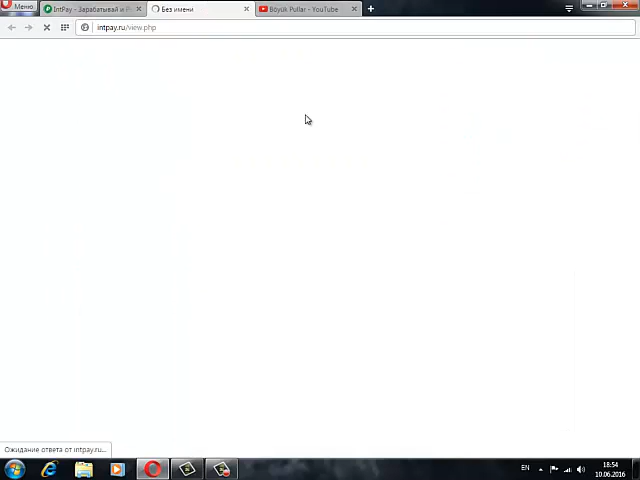 Меню
IntPay - Зарабатывай и Р
Без имени
Böyük Pullar - YouTube
intpay.ru/view.php
Ожидание ответа от intpay.ru...
EN
18:54
10.06.2016